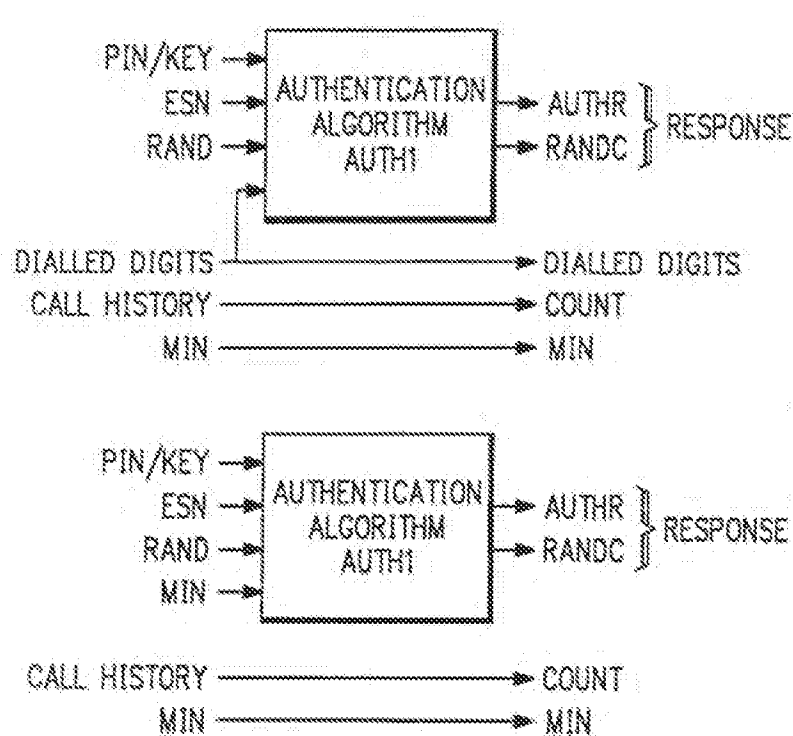 PIN/KEY
ESN
RAND
AUTHENTICATION
ALGORITHM
AUTH1
AUTHR
RANDC
RESPONSE
DIALLED DIGITS DIALLED DIGITS
CALL HISTORY COUNT
MIN MIN
PIN/KEY
ESN
RAND
MIN
AUTHENTICATION
ALGORITHM
AUTH1
AUTHR
RANDC
RESPONSE
CALL HISTORY COUNT
MIN MIN